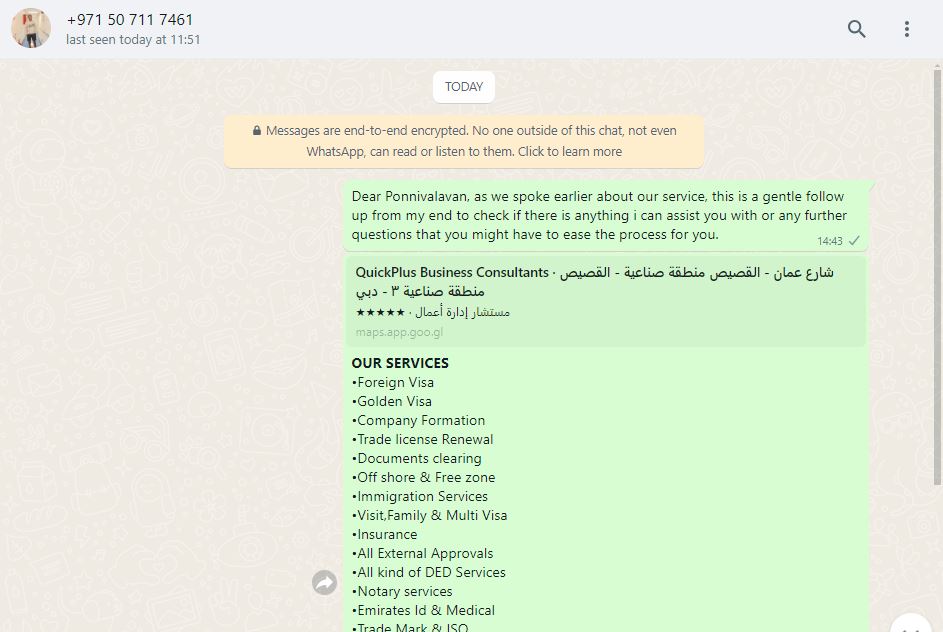 +971 50 711 7461
last seen today at 11:51
TODAY
Messages are end-to-end encrypted. No one outside of this chat, not even
WhatsApp, can read or listen to them. Click to learn more
Dear Ponnivalavan, as we spoke earlier about our service, this is a gentle follow
up from my end to check if there is anything i can assist you with or any further
questions that you might have to ease the process for you.
14:43
QuickPlus Business Consultants · شارع عمان - القصيص منطقة صناعية - القصيص
منطقة صناعية ٣ - دبي
★★★★★ · مستشار إدارة أعمال
maps.app.goo.gl
OUR SERVICES
•Foreign Visa
•Golden Visa
•Company Formation
•Trade license Renewal
•Documents clearing
•Off shore & Free zone
•Immigration Services
•Visit,Family & Multi Visa
•Insurance
•All External Approvals
•All kind of DED Services
•Notary services
•Emirates Id & Medical
•Trade Mark & ISO